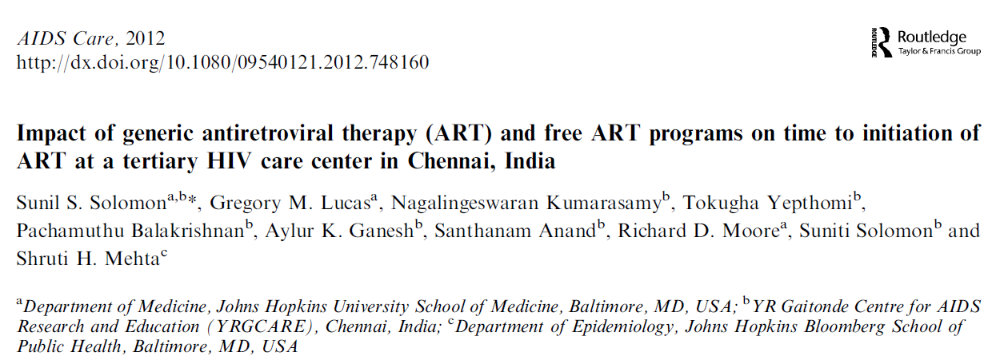 AIDS Care, 2012
http://dx.doi.org/10.1080/09540121.2012.748160
ROUTLEDGE
Routledge
Taylor & Francis Group
Impact of generic antiretroviral therapy (ART) and free ART programs on time to initiation of
ART at a tertiary HIV care center in Chennai, India
Sunil S. Solomonᵃ,ᵇ*, Gregory M. Lucasᵃ, Nagalingeswaran Kumarasamyᵇ, Tokugha Yepthomiᵇ,
Pachamuthu Balakrishnanᵇ, Aylur K. Ganeshᵇ, Santhanam Anandᵇ, Richard D. Mooreᵃ, Suniti Solomonᵇ and
Shruti H. Mehtaᶜ
ᵃDepartment of Medicine, Johns Hopkins University School of Medicine, Baltimore, MD, USA; ᵇYR Gaitonde Centre for AIDS
Research and Education (YRGCARE), Chennai, India; ᶜDepartment of Epidemiology, Johns Hopkins Bloomberg School of
Public Health, Baltimore, MD, USA